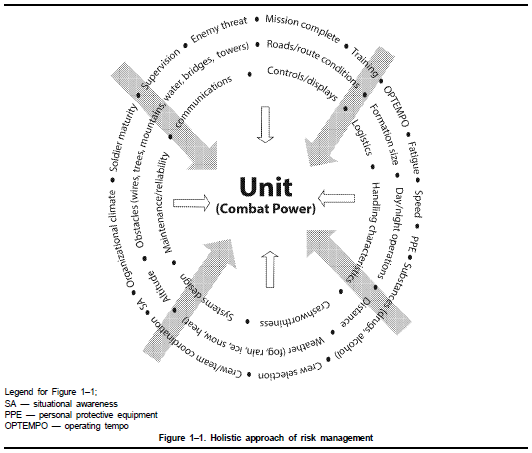 Enemy threat • Mission complete • Training • OPTEMPO • Fatigue • Speed • PPE • Substances (drugs, alcohol) • Crew selection • Crew/team coordination • SA • Organizational climate • Soldier maturity • Supervision •
Obstacles (wires, trees, mountains, water, bridges, towers) • Roads/route conditions • Formation size • Day/night operations • Distance • Weather (fog, rain, ice, snow, heat) • Altitude •
communications • Controls/displays • Logistics • Handling characteristics • Crashworthiness • Systems design • Maintenance/reliability •
Unit
(Combat Power)
Legend for Figure 1–1;
SA — situational awareness
PPE — personal protective equipment
OPTEMPO — operating tempo
Figure 1–1. Holistic approach of risk management